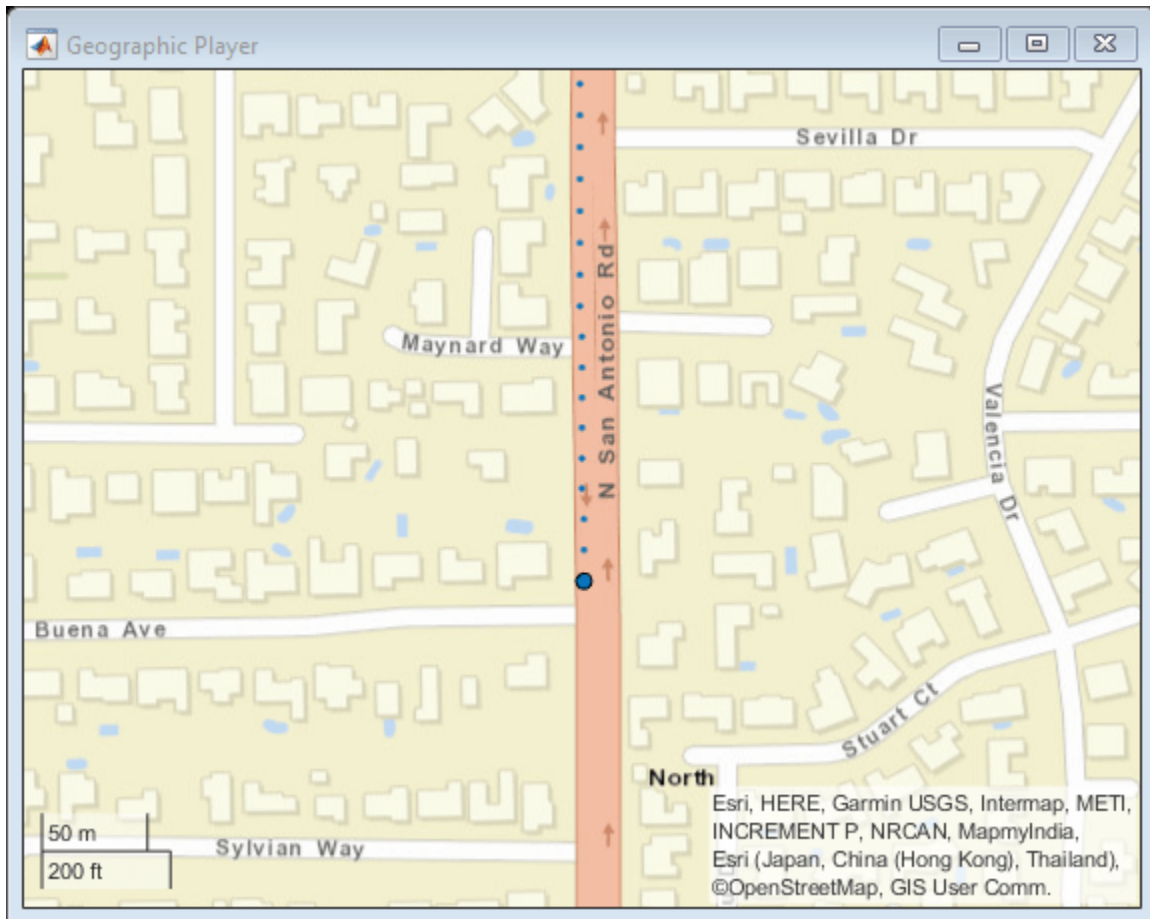 Geographic Player
Sevilla Dr
N San Antonio Rd
Maynard Way
Valencia Dr
Buena Ave
Stuart Ct
North
Sylvian Way
50 m
200 ft
Esri, HERE, Garmin USGS, Intermap, METI,
INCREMENT P, NRCAN, MapmyIndia,
Esri (Japan, China (Hong Kong), Thailand),
©OpenStreetMap, GIS User Comm.